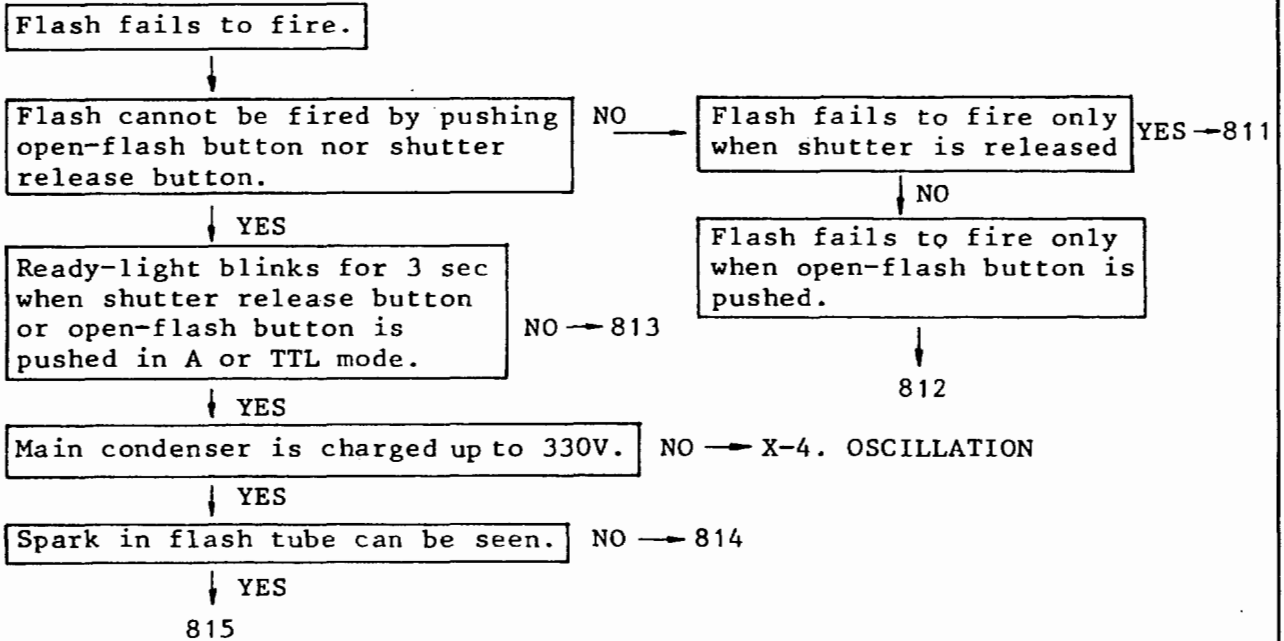 Flash fails to fire.
Flash cannot be fired by pushing
open-flash button nor shutter
release button.
NO
Flash fails to fire only
when shutter is released
YES → 811
NO
Flash fails to fire only
when open-flash button is
pushed.
812
YES
Ready-light blinks for 3 sec
when shutter release button
or open-flash button is
pushed in A or TTL mode.
NO → 813
YES
Main condenser is charged up to 330V.
NO → X-4. OSCILLATION
YES
Spark in flash tube can be seen.
NO → 814
YES
815